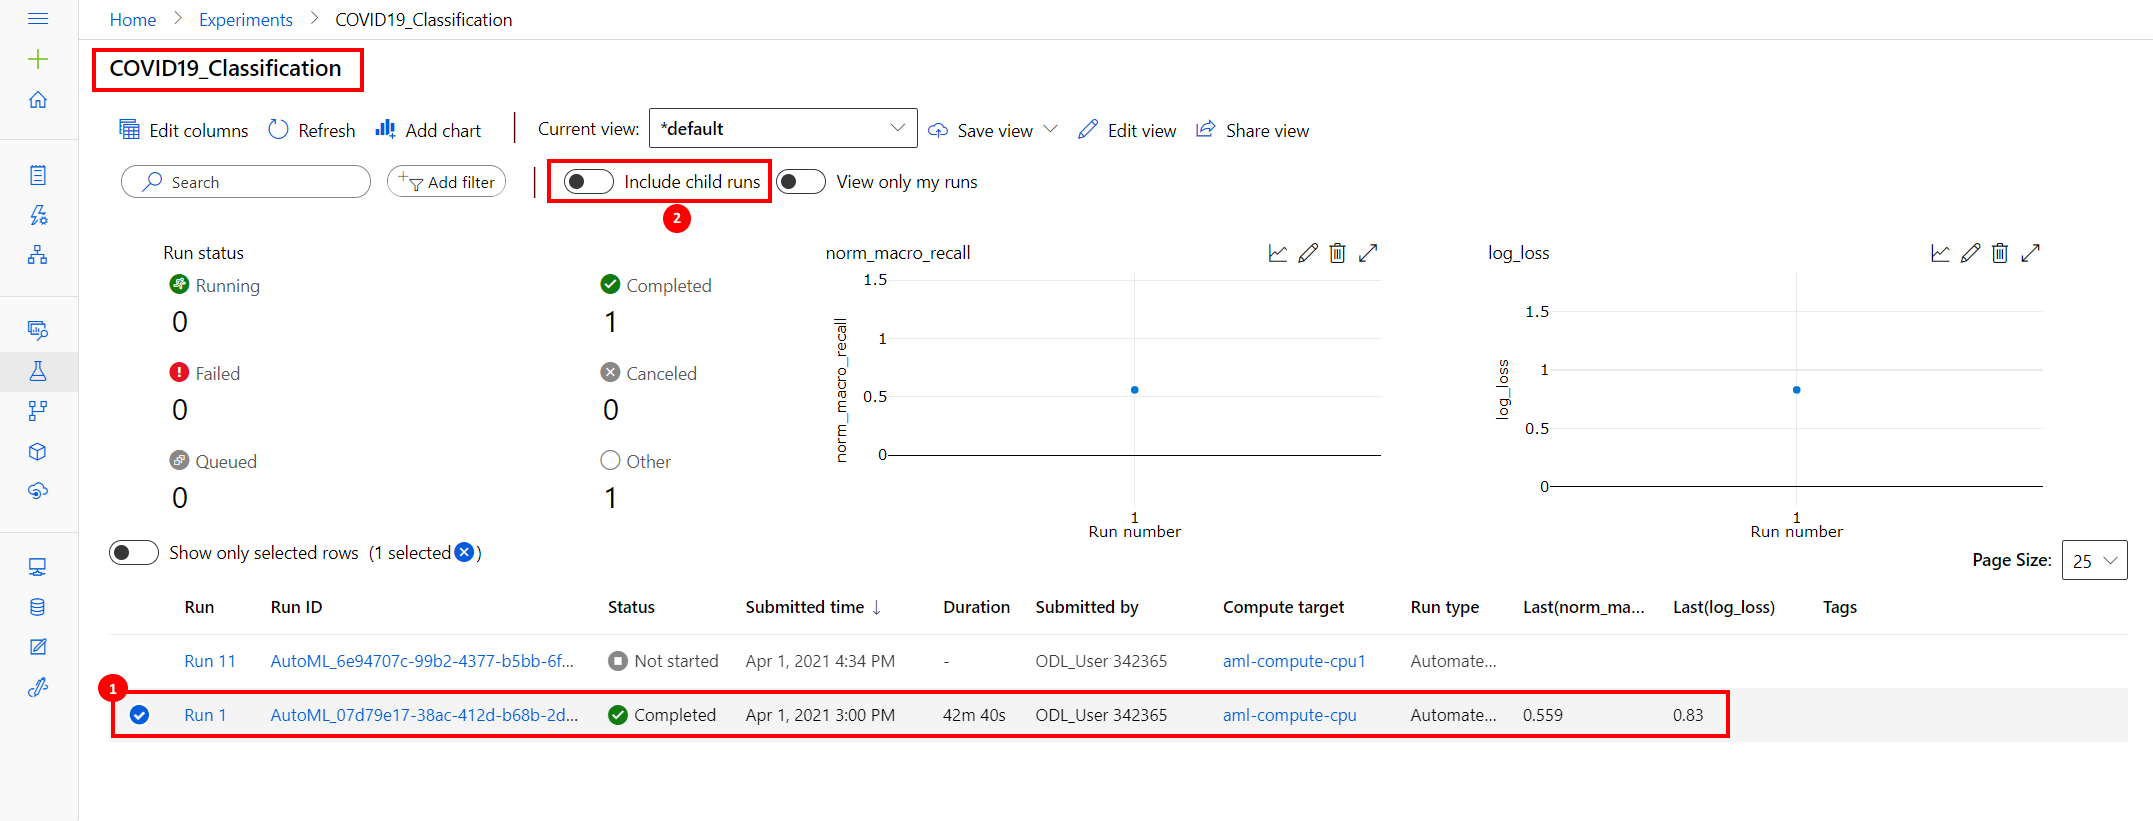 Home > Experiments > COVID19_Classification
COVID19_Classification
Edit columns Refresh Add chart Current view: *default Save view Edit view Share view
Search Add filter Include child runs View only my runs
2
Run status
Running
0
Completed
1
Failed
0
Canceled
0
Queued
0
Other
1
norm_macro_recall
1.5
1
0.5
0
norm_macro_recall
1
Run number
log_loss
1.5
1
0.5
0
log_loss
1
Run number
Show only selected rows (1 selected )
Page Size: 25
Run Run ID Status Submitted time ↓ Duration Submitted by Compute target Run type Last(norm_ma... Last(log_loss) Tags
Run 11 AutoML_6e94707c-99b2-4377-b5bb-6f... Not started Apr 1, 2021 4:34 PM - ODL_User 342365 aml-compute-cpu1 Automate...
1
Run 1 AutoML_07d79e17-38ac-412d-b68b-2d... Completed Apr 1, 2021 3:00 PM 42m 40s ODL_User 342365 aml-compute-cpu Automate... 0.559 0.83